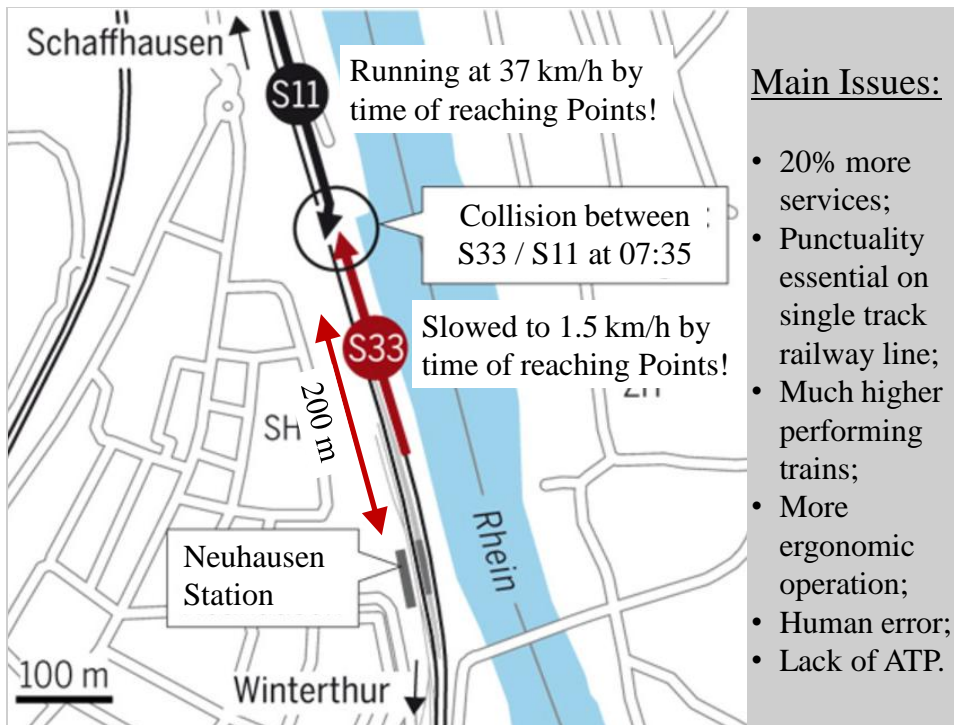 Schaffhausen
S11
Running at 37 km/h by
time of reaching Points!
Collision between
S33 / S11 at 07:35
S33
Slowed to 1.5 km/h by
time of reaching Points!
200 m
SH
ZH
Rhein
Neuhausen
Station
100 m
Winterthur
Main Issues:
• 20% more
services;
• Punctuality
essential on
single track
railway line;
• Much higher
performing
trains;
• More
ergonomic
operation;
• Human error;
• Lack of ATP.